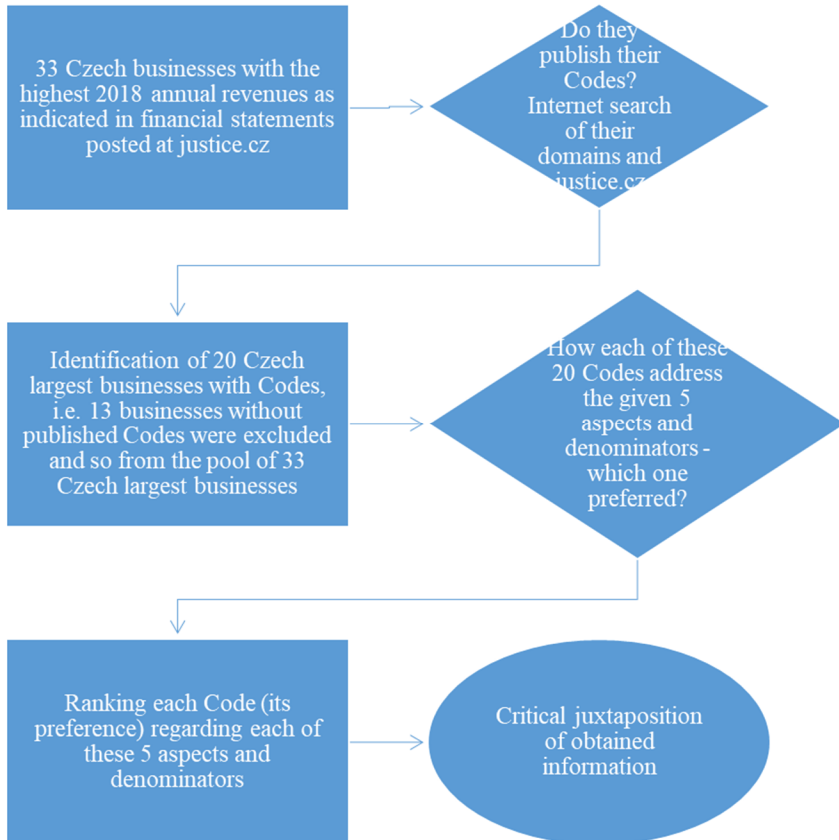 33 Czech businesses with the
highest 2018 annual revenues as
indicated in financial statements
posted at justice.cz
Do they
publish their
Codes?
Internet search
of their
domains and
justice.cz
Identification of 20 Czech
largest businesses with Codes,
i.e. 13 businesses without
published Codes were excluded
and so from the pool of 33
Czech largest businesses
How each of these
20 Codes address
the given 5
aspects and
denominators -
which one
preferred?
Ranking each Code (its
preference) regarding each of
these 5 aspects and
denominators
Critical juxtaposition
of obtained
information